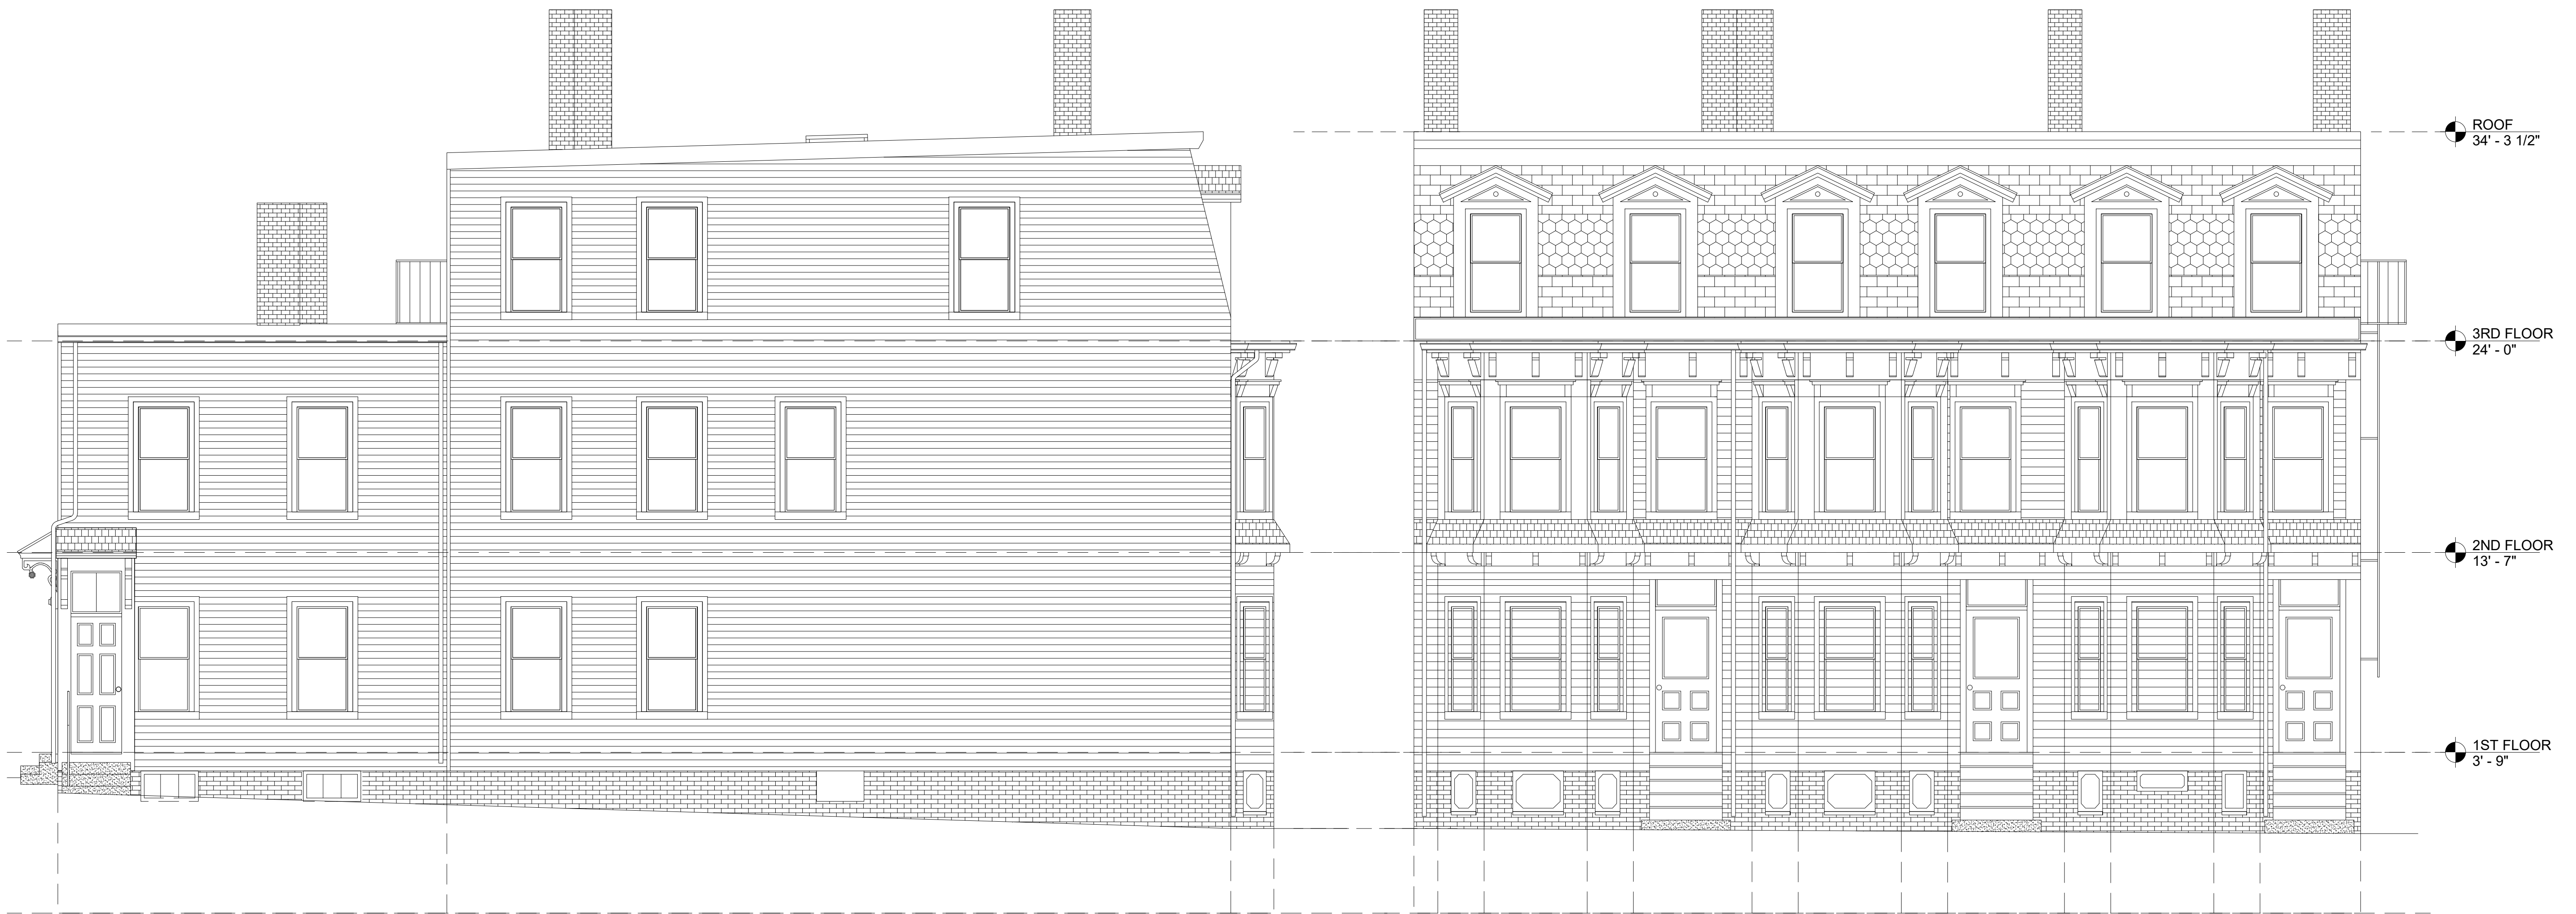 ROOF
34' - 3 1/2"
3RD FLOOR
24' - 0"
2ND FLOOR
13' - 7"
1ST FLOOR
3' - 9"